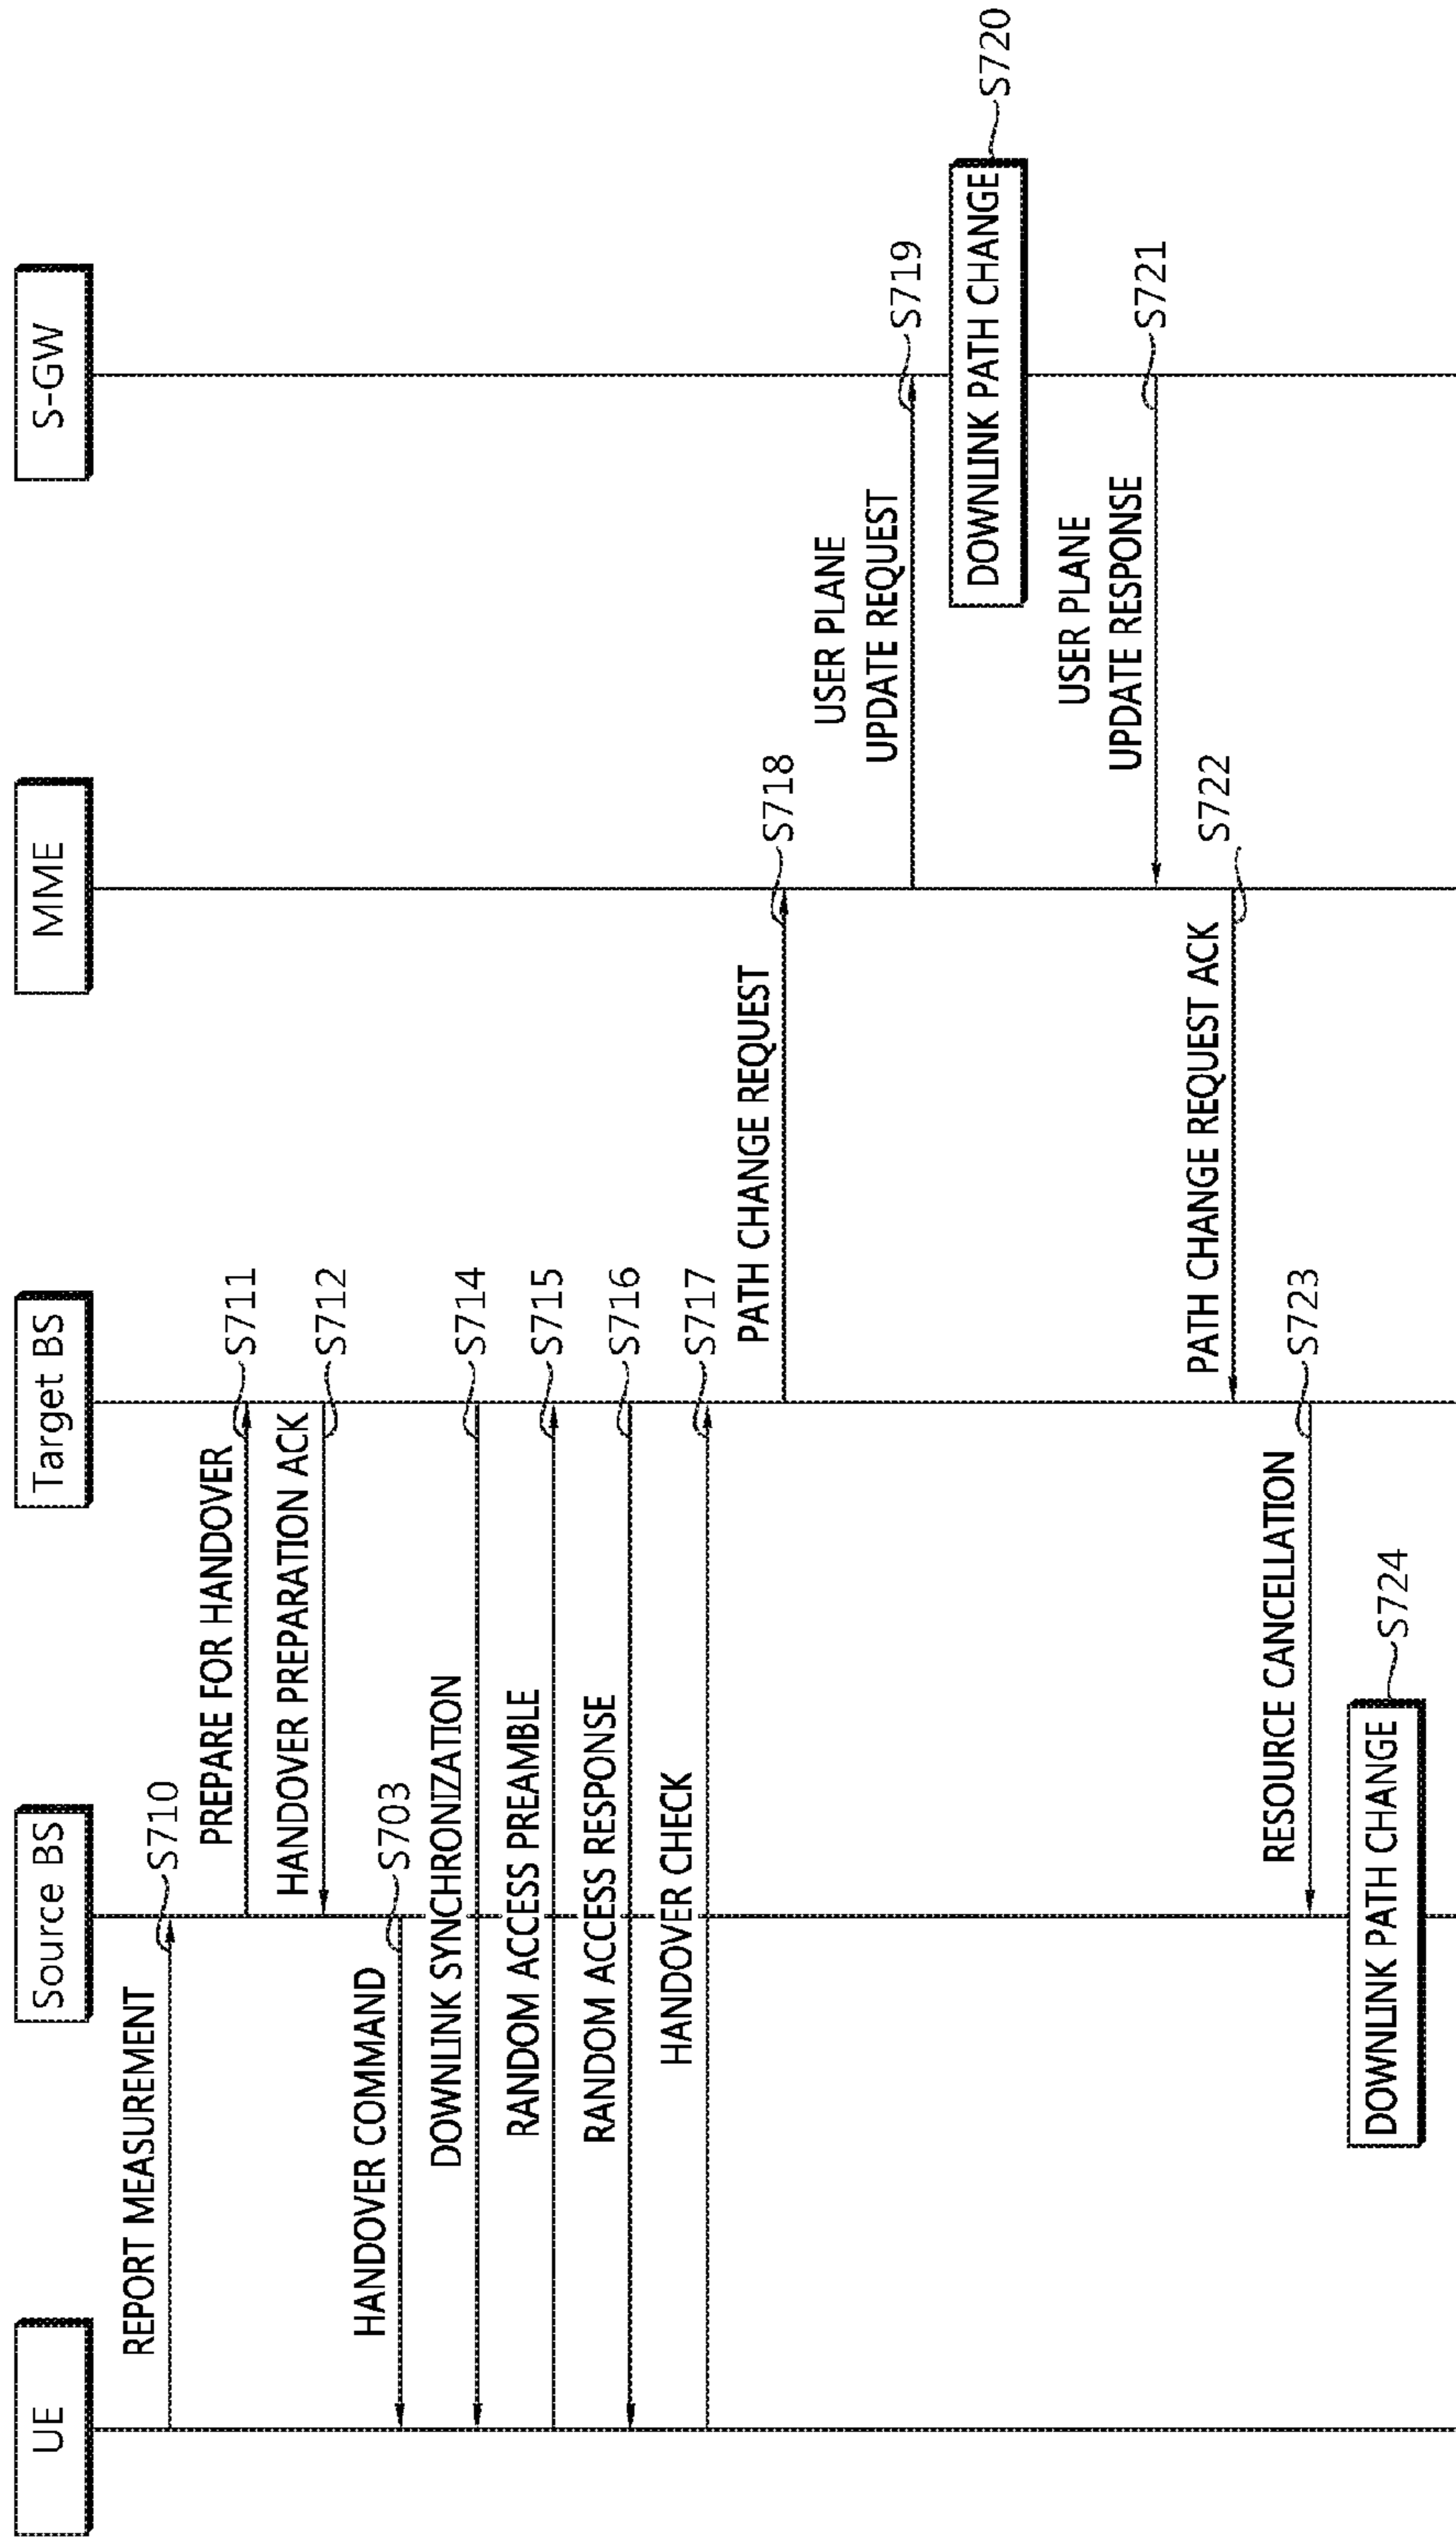 UE
Source BS
Target BS
MME
S-GW
REPORT MEASUREMENT
S710
PREPARE FOR HANDOVER
S711
HANDOVER PREPARATION ACK
S712
HANDOVER COMMAND
S703
DOWNLINK SYNCHRONIZATION
S714
RANDOM ACCESS PREAMBLE
S715
RANDOM ACCESS RESPONSE
S716
HANDOVER CHECK
S717
PATH CHANGE REQUEST
S718
USER PLANE
UPDATE REQUEST
S719
DOWNLINK PATH CHANGE
S720
USER PLANE
UPDATE RESPONSE
S721
PATH CHANGE REQUEST ACK
S722
RESOURCE CANCELLATION
S723
DOWNLINK PATH CHANGE
S724